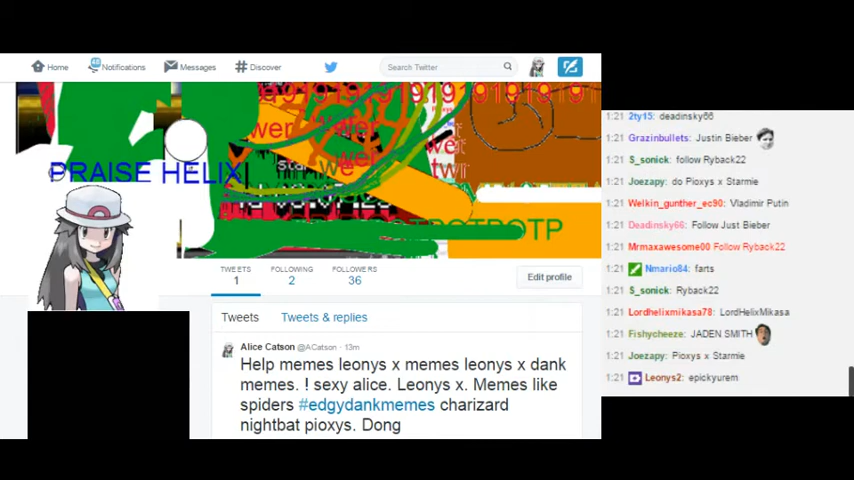 Home
Notifications
Messages
Discover
Search Twitter
PRAISE HELIX
TWEETS
1
FOLLOWING
2
FOLLOWERS
36
Edit profile
Tweets
Tweets & replies
Alice Catson @ACatson · 13m
Help memes leonys x memes leonys x dank
memes. ! sexy alice. Leonys x. Memes like
spiders #edgydankmemes charizard
nightbat pioxys. Dong
1:21 2ty15: deadinsky66
1:21 Grazinbullets: Justin Bieber
1:21 S_sonick: follow Ryback22
1:21 Joezapy: do Pioxys x Starmie
1:21 Welkin_gunther_ec90: Vladimir Putin
1:21 Deadinsky66: Follow Just Beiber
1:21 Mrmaxawesome00 Follow Ryback22
1:21 Nmario84: farts
1:21 S_sonick: Ryback22
1:21 Lordhelixmikasa78: LordHelixMikasa
1:21 Fishycheeze: JADEN SMITH
1:21 Joezapy: Pioxys x Starmie
1:21 Leonys2: epickyurem